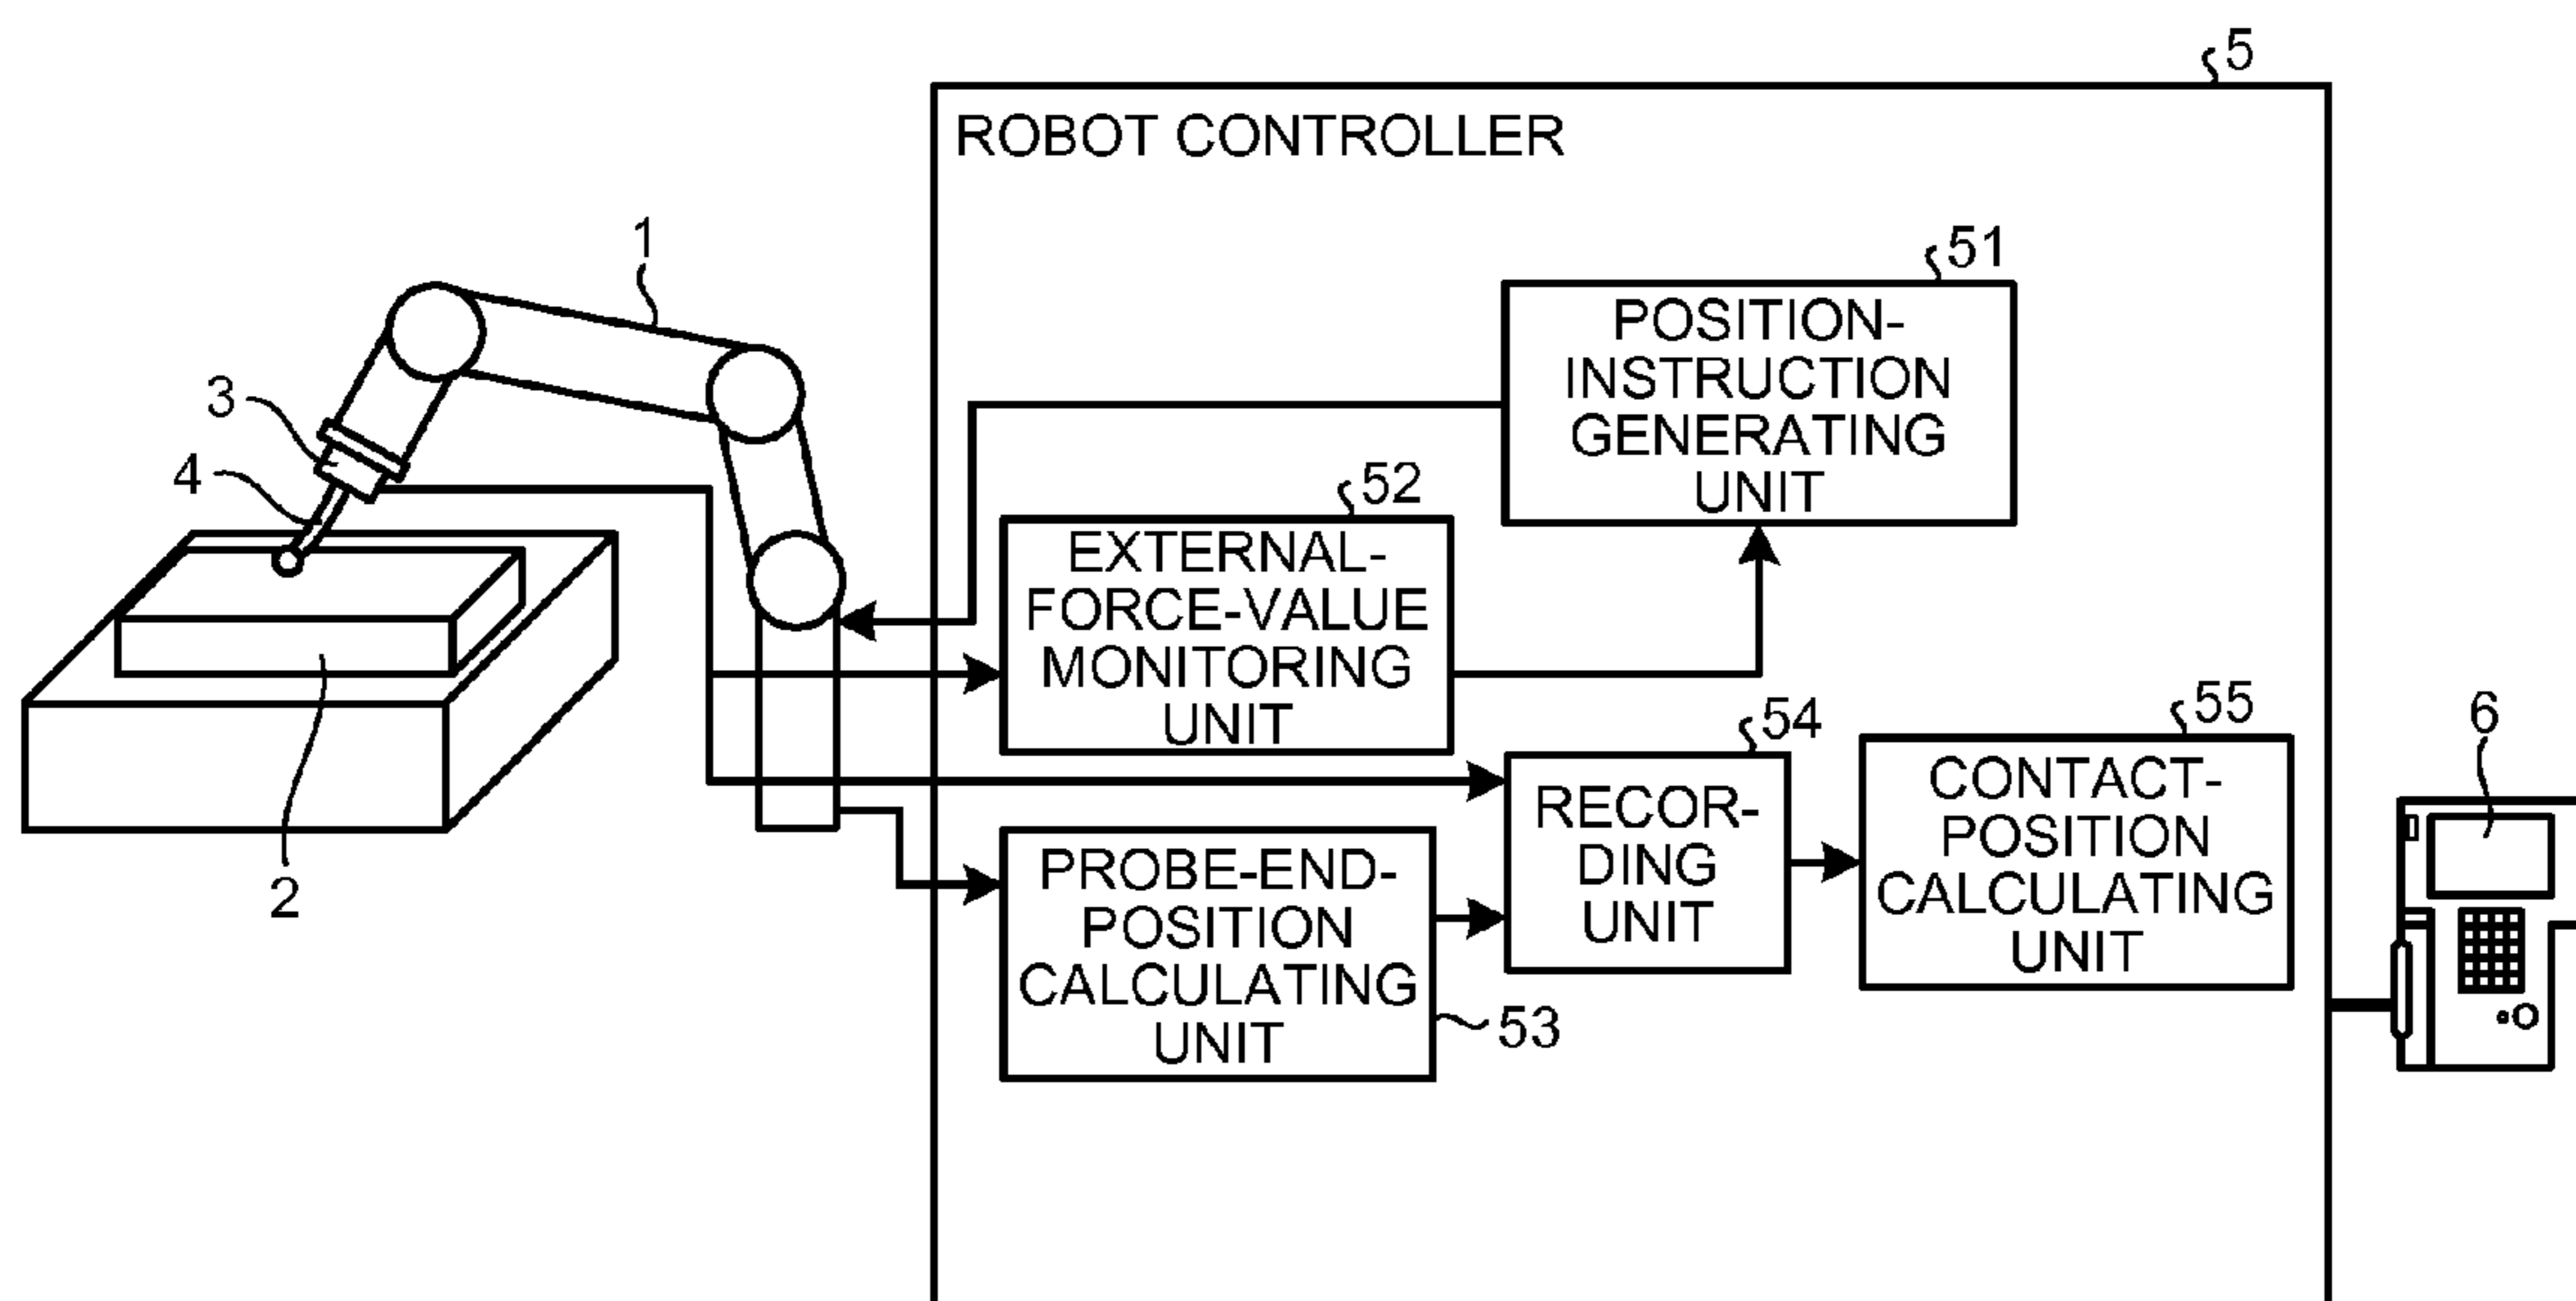 5
ROBOT CONTROLLER
1
51
POSITION-
INSTRUCTION
GENERATING
UNIT
3
4
52
EXTERNAL-
FORCE-VALUE
MONITORING
UNIT
54
RECOR-
DING
UNIT
55
CONTACT-
POSITION
CALCULATING
UNIT
6
2
PROBE-END-
POSITION
CALCULATING
UNIT
53